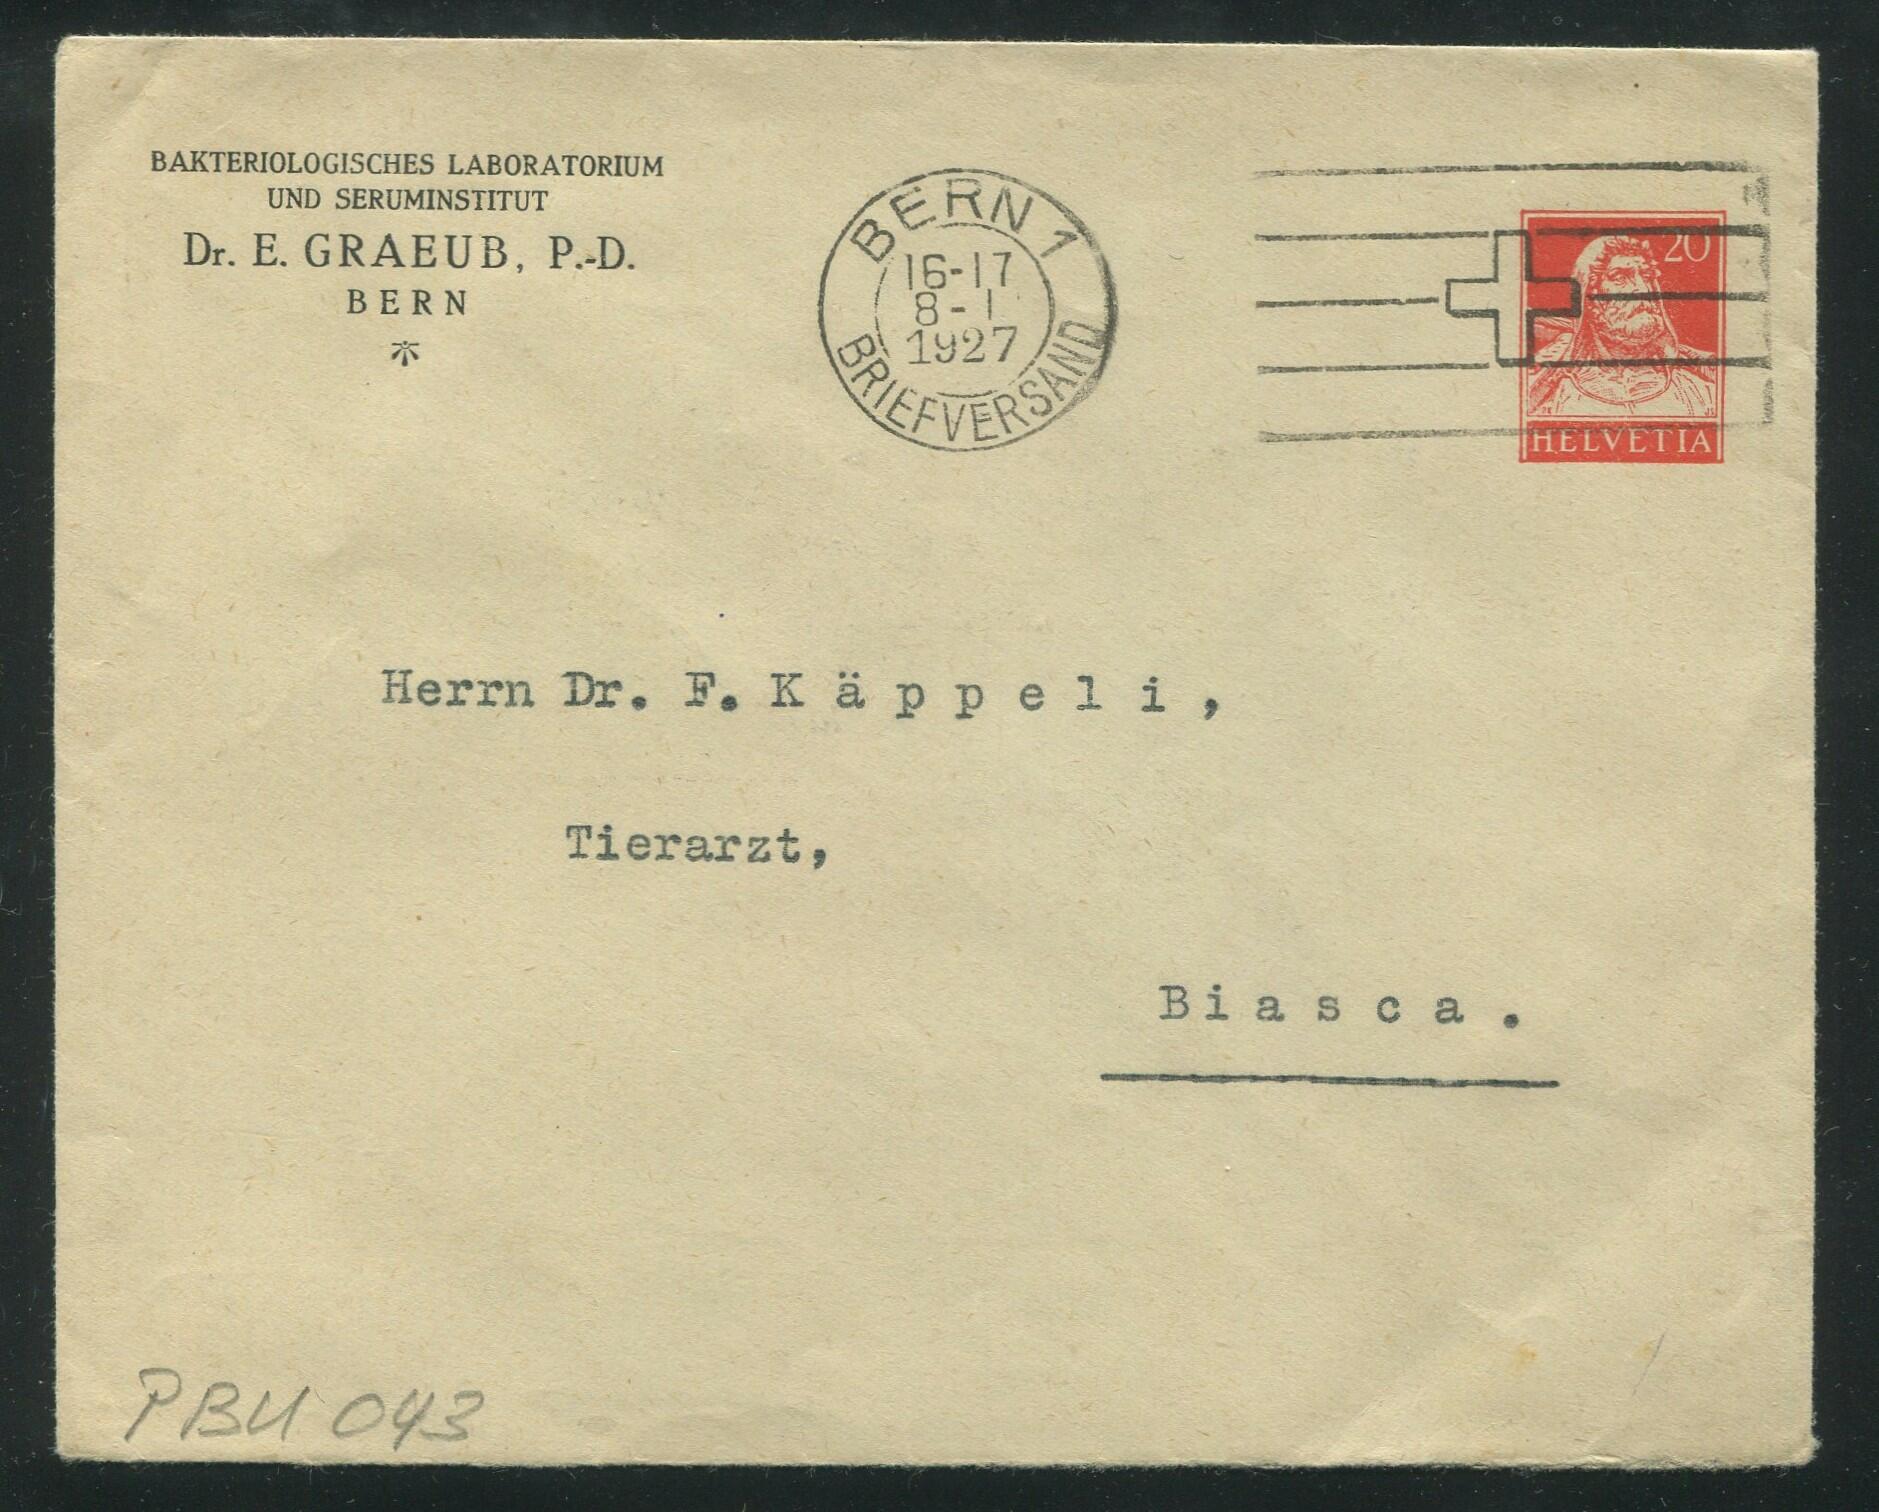 BAKTERIOLOGISCHES LABORATORIUM
UND SERUMINSTITUT
Dr. E. GRAEUB, P.-D.
BERN
BERN 1
16-17
8-1
1927
BRIEFVERSAND
20
HELVETIA
Herrn Dr. F. Käppeli,
Tierarzt,
Biasca.
PBU 043